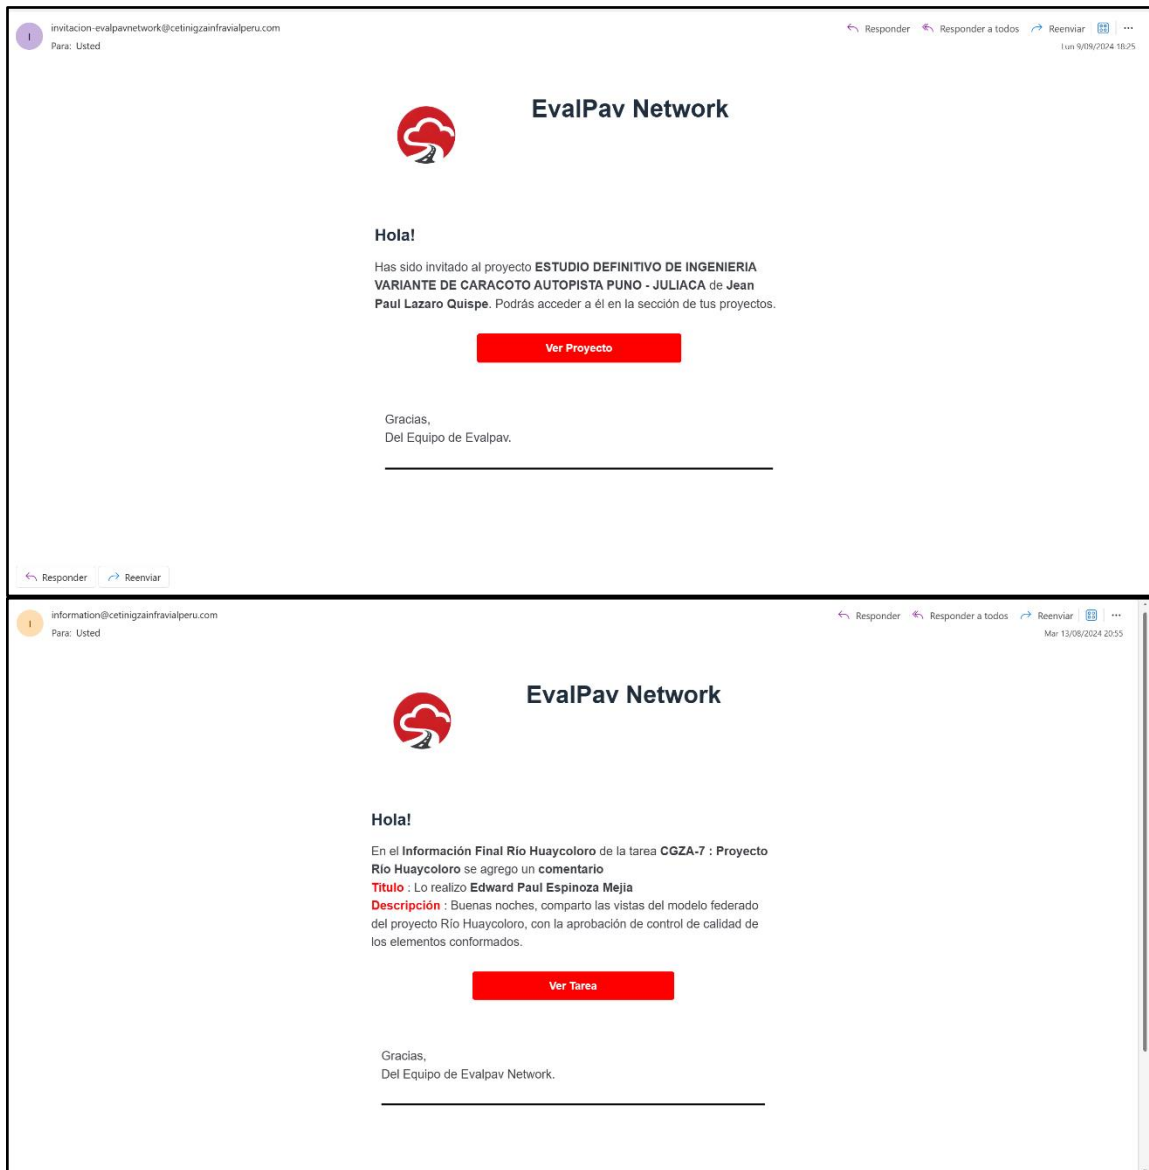 I
invitacion-evalpavnetwork@cetinigzainfravialperu.com
Para: Usted
Responder Responder a todos Reenviar
Lun 9/09/2024 18:25
EvalPav Network
Hola!
Has sido invitado al proyecto ESTUDIO DEFINITIVO DE INGENIERIA
VARIANTE DE CARACOTO AUTOPISTA PUNO - JULIACA de Jean
Paul Lazaro Quispe. Podrás acceder a él en la sección de tus proyectos.
Ver Proyecto
Gracias,
Del Equipo de Evalpav.
Responder Reenviar
I
information@cetinigzainfravialperu.com
Para: Usted
Responder Responder a todos Reenviar
Mar 13/08/2024 20:55
EvalPav Network
Hola!
En el Información Final Río Huaycoloro de la tarea CGZA-7 : Proyecto
Río Huaycoloro se agrego un comentario
Titulo : Lo realizo Edward Paul Espinoza Mejia
Descripción : Buenas noches, comparto las vistas del modelo federado
del proyecto Río Huaycoloro, con la aprobación de control de calidad de
los elementos conformados.
Ver Tarea
Gracias,
Del Equipo de Evalpav Network.